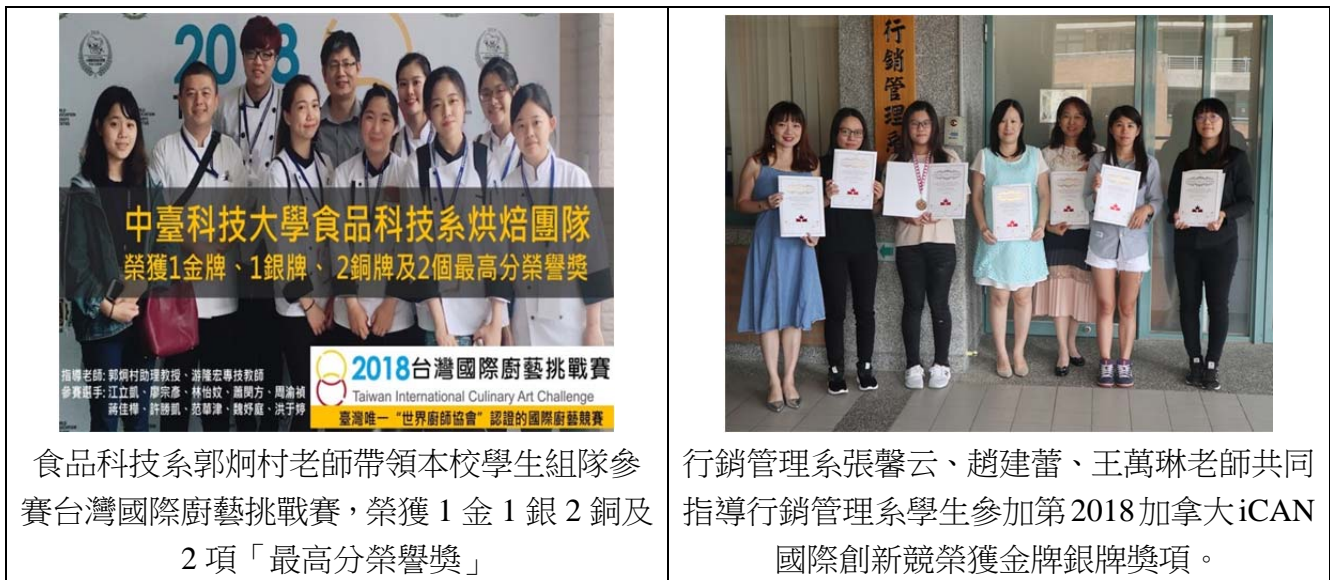 2018
中臺科技大學食品科技系烘焙團隊
榮獲1金牌、1銀牌、2銅牌及2個最高分榮譽獎
指導老師:郭烱村助理教授、游隆宏專技教師
參賽選手:江立凱、廖宗彥、林怡妏、蕭閔方、周渝禎
蔣佳樺、許勝凱、范華津、魏妤庭、洪于婷
2018台灣國際廚藝挑戰賽
Taiwan International Culinary Art Challenge
臺灣唯一“世界廚師協會”認證的國際廚藝競賽
食品科技系郭炯村老師帶領本校學生組隊參
賽台灣國際廚藝挑戰賽，榮獲 1 金 1 銀 2 銅及
2 項「最高分榮譽獎」
行銷管理系
行銷管理系張馨云、趙建蕾、王萬琳老師共同
指導行銷管理系學生參加第 2018 加拿大 iCAN
國際創新競榮獲金牌銀牌獎項。